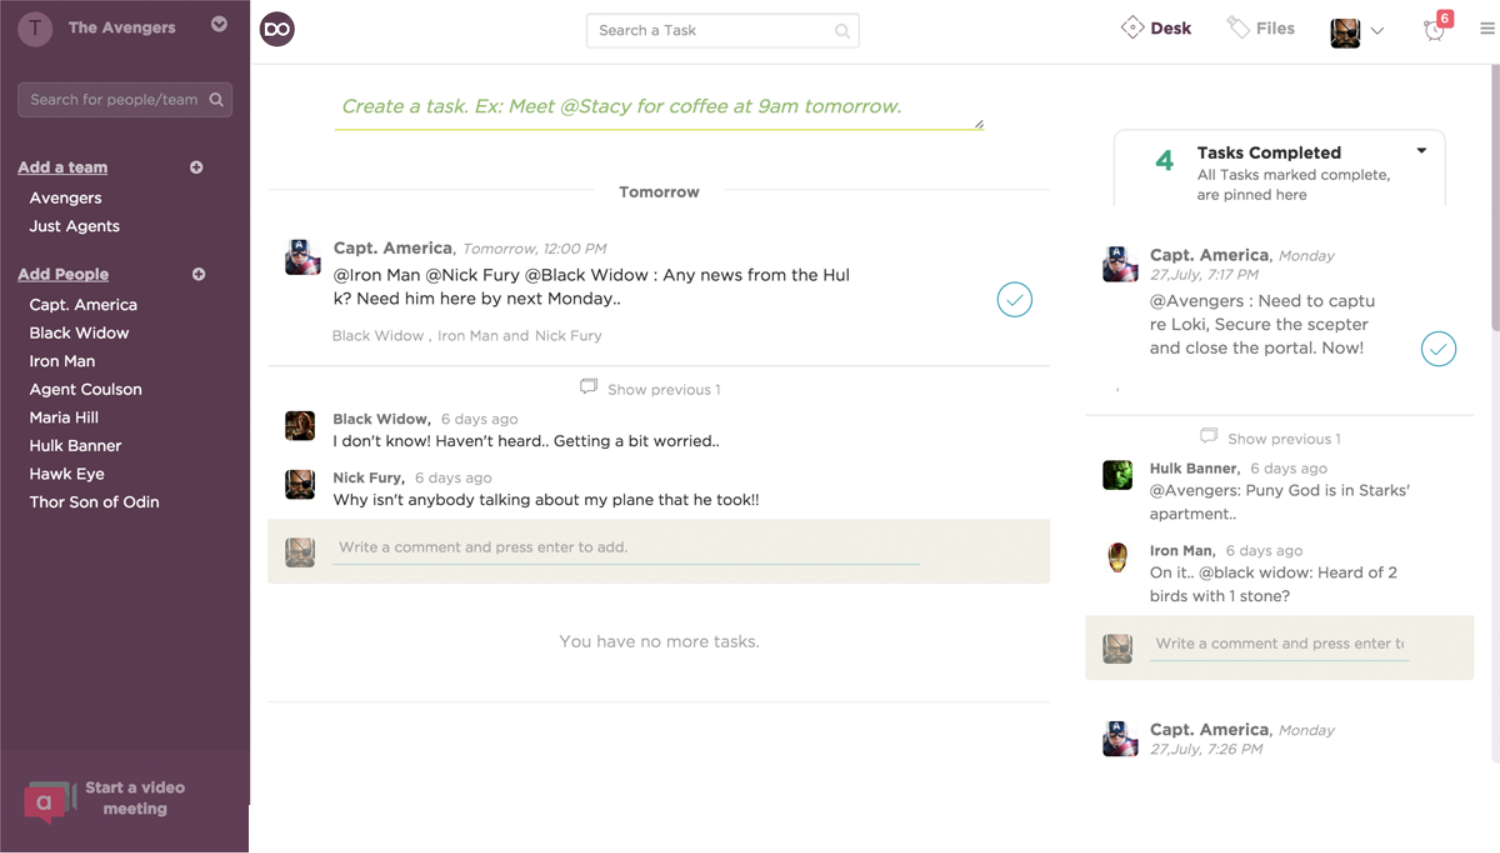 T The Avengers
Search for people/team
Add a team
Avengers
Just Agents
Add People
Capt. America
Black Widow
Iron Man
Agent Coulson
Maria Hill
Hulk Banner
Hawk Eye
Thor Son of Odin
a
Start a video
meeting
DO
Search a Task
Desk
Files
6
Create a task. Ex: Meet @Stacy for coffee at 9am tomorrow.
Tomorrow
Capt. America, Tomorrow, 12:00 PM
@Iron Man @Nick Fury @Black Widow : Any news from the Hul
k? Need him here by next Monday..
Black Widow , Iron Man and Nick Fury
Show previous 1
Black Widow, 6 days ago
I don't know! Haven't heard.. Getting a bit worried..
Nick Fury, 6 days ago
Why isn't anybody talking about my plane that he took!!
Write a comment and press enter to add.
You have no more tasks.
4 Tasks Completed
All Tasks marked complete,
are pinned here
Capt. America, Monday
27,July, 7:17 PM
@Avengers : Need to captu
re Loki, Secure the scepter
and close the portal. Now!
,
Show previous 1
Hulk Banner, 6 days ago
@Avengers: Puny God is in Starks'
apartment..
Iron Man, 6 days ago
On it.. @black widow: Heard of 2
birds with 1 stone?
Write a comment and press enter t
Capt. America, Monday
27,July, 7:26 PM